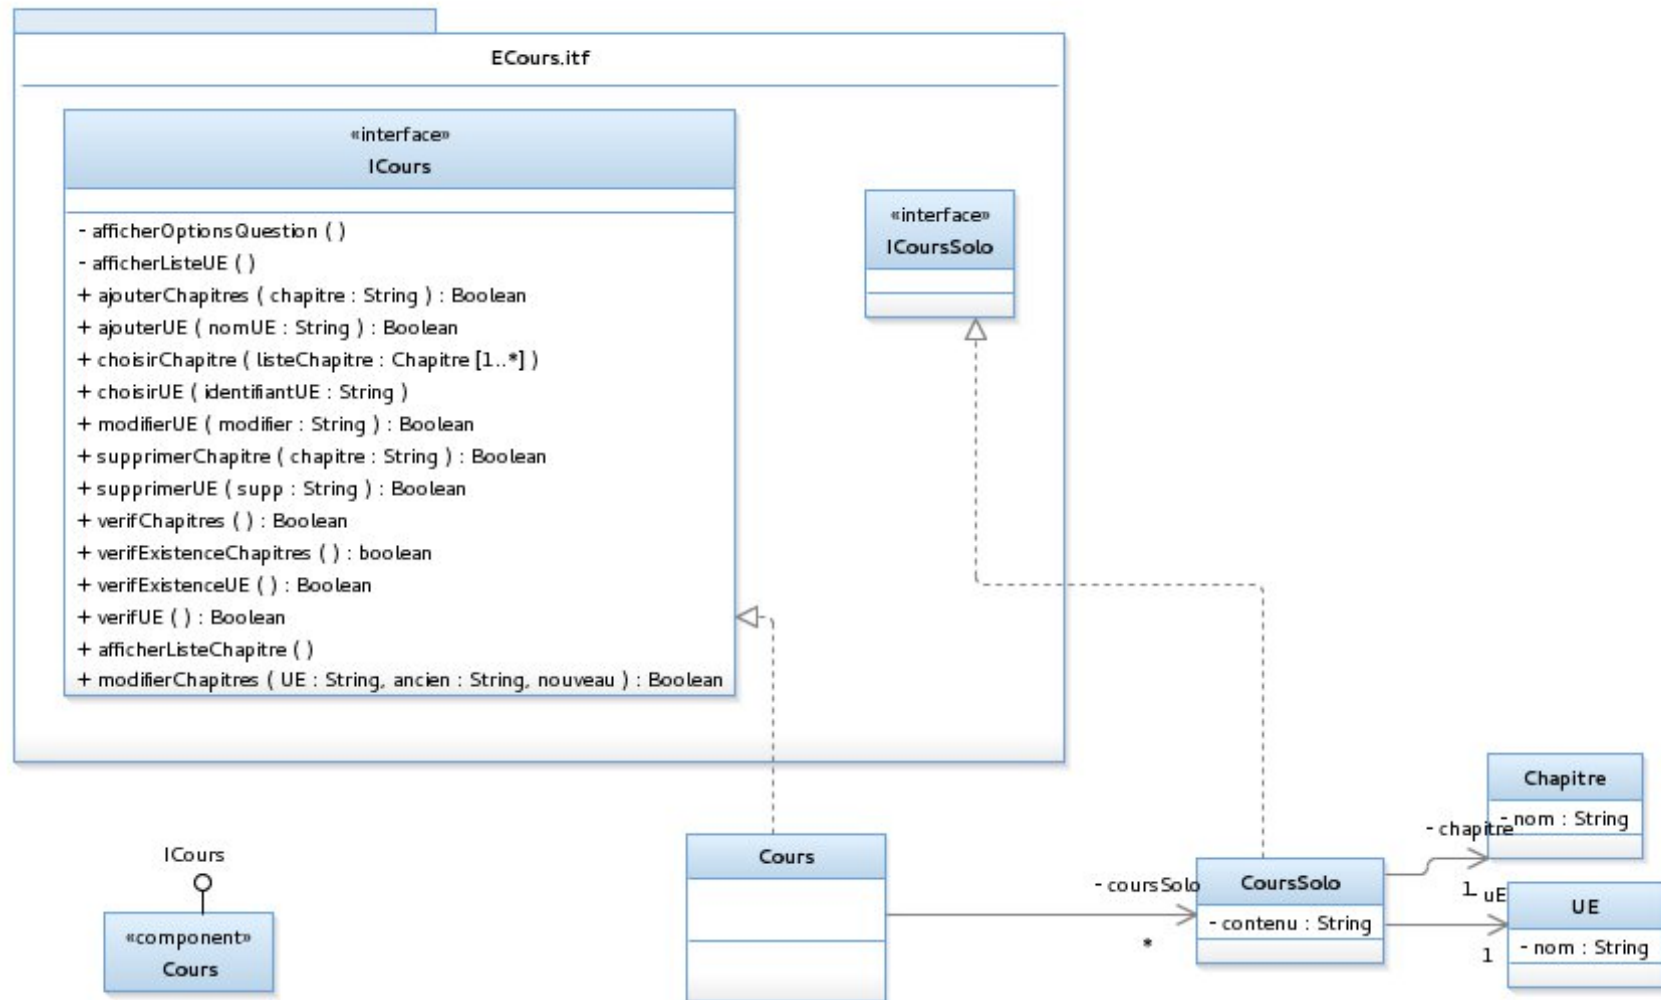 ECours.itf
«interface»
ICours
- afficherOptionsQuestion ( )
- afficherListeUE ( )
+ ajouterChapitres ( chapitre : String ) : Boolean
+ ajouterUE ( nomUE : String ) : Boolean
+ choisirChapitre ( listeChapitre : Chapitre [1..*] )
+ choisirUE ( identifiantUE : String )
+ modifierUE ( modifier : String ) : Boolean
+ supprimerChapitre ( chapitre : String ) : Boolean
+ supprimerUE ( supp : String ) : Boolean
+ verifChapitres ( ) : Boolean
+ verifExistenceChapitres ( ) : boolean
+ verifExistenceUE ( ) : Boolean
+ verifUE ( ) : Boolean
+ afficherListeChapitre ( )
+ modifierChapitres ( UE : String, ancien : String, nouveau ) : Boolean
«interface»
ICoursSolo
ICours
«component»
Cours
Cours
- coursSolo
*
CoursSolo
- contenu : String
- chapitre
1
Chapitre
- nom : String
- uE
1
UE
- nom : String